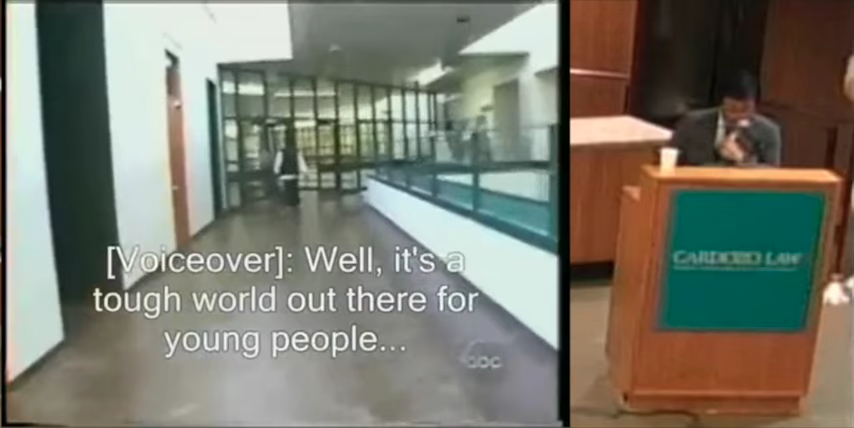 [Voiceover]: Well, it's a
tough world out there for
young people...
abc
CARDOZO LAW